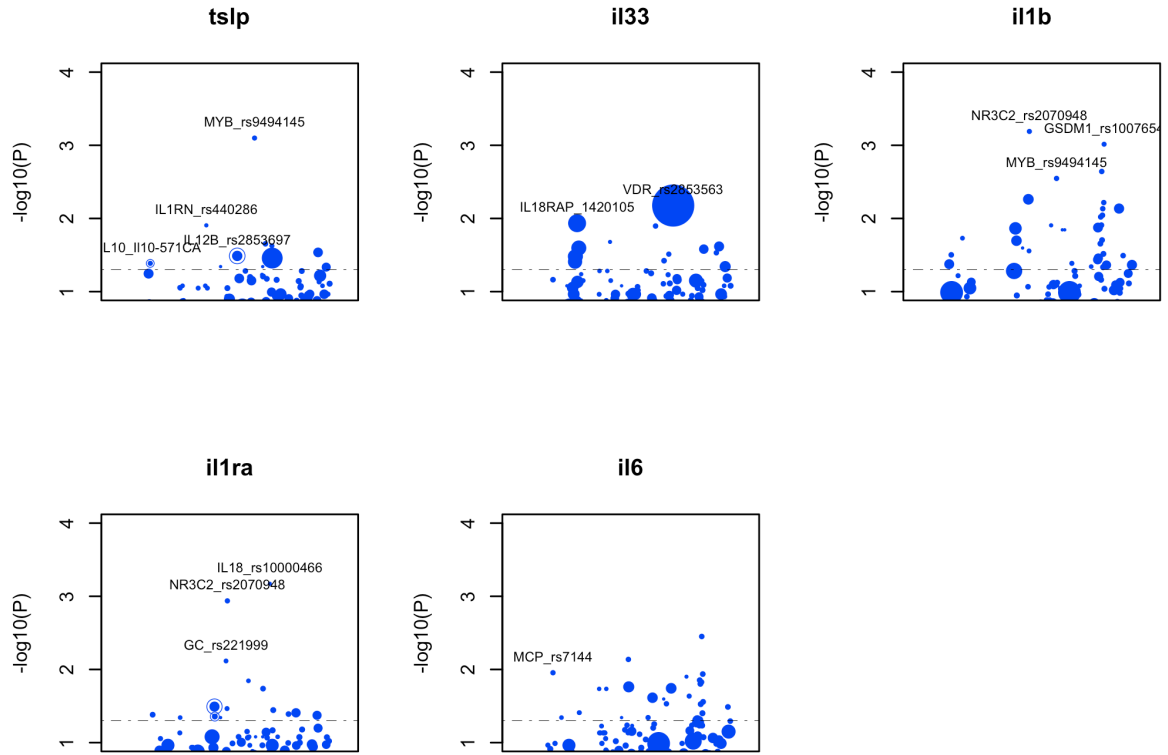 tslp
-log10(P)
4
3
2
1
MYB_rs9494145
IL1RN_rs440286
IL12B_rs2853697
IL10_Il10-571CA
il33
-log10(P)
4
3
2
1
VDR_rs2853563
IL18RAP_1420105
il1b
-log10(P)
4
3
2
1
NR3C2_rs2070948
GSDM1_rs1007654
MYB_rs9494145
il1ra
-log10(P)
4
3
2
1
IL18_rs10000466
NR3C2_rs2070948
GC_rs221999
il6
-log10(P)
4
3
2
1
MCP_rs7144